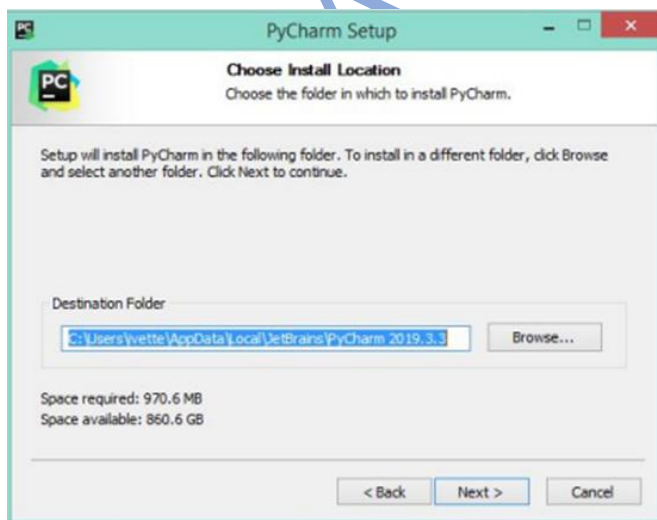 PC
PyCharm Setup
PC
Choose Install Location
Choose the folder in which to install PyCharm.
Setup will install PyCharm in the following folder. To install in a different folder, click Browse
and select another folder. Click Next to continue.
Destination Folder
C:\Users\ivette\AppData\Local\JetBrains\PyCharm 2019.3.3
Browse...
Space required: 970.6 MB
Space available: 860.6 GB
< Back
Next >
Cancel